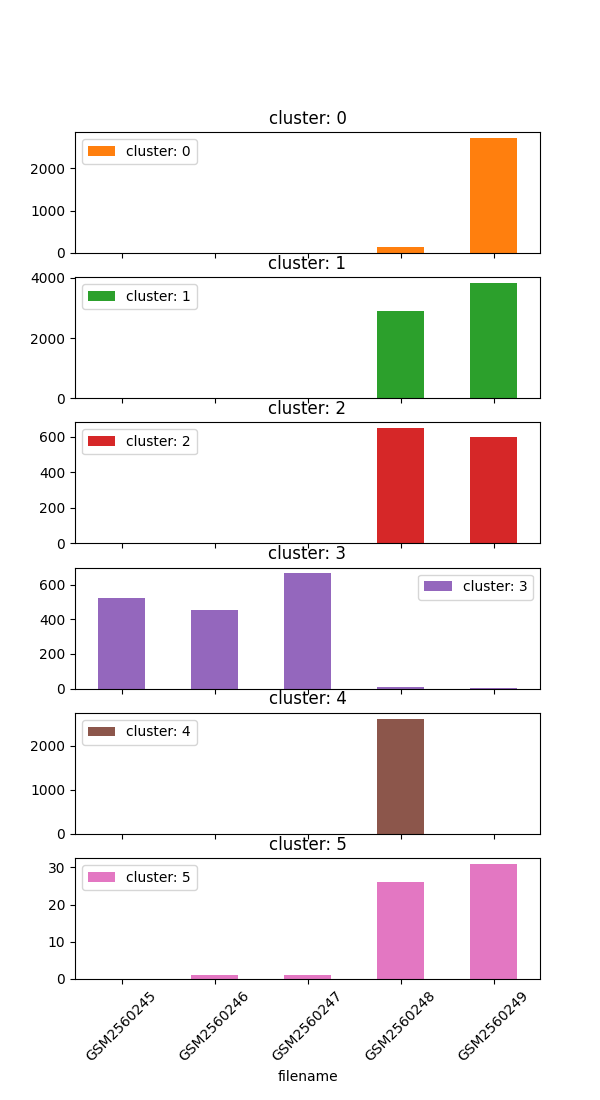 cluster: 0
cluster: 0
2000
1000
0
cluster: 1
4000
cluster: 1
2000
0
cluster: 2
cluster: 2
600
400
200
0
cluster: 3
cluster: 3
600
400
200
0
cluster: 4
cluster: 4
2000
1000
0
cluster: 5
cluster: 5
30
20
10
0
GSM2560245 GSM2560246 GSM2560247 GSM2560248 GSM2560249
filename